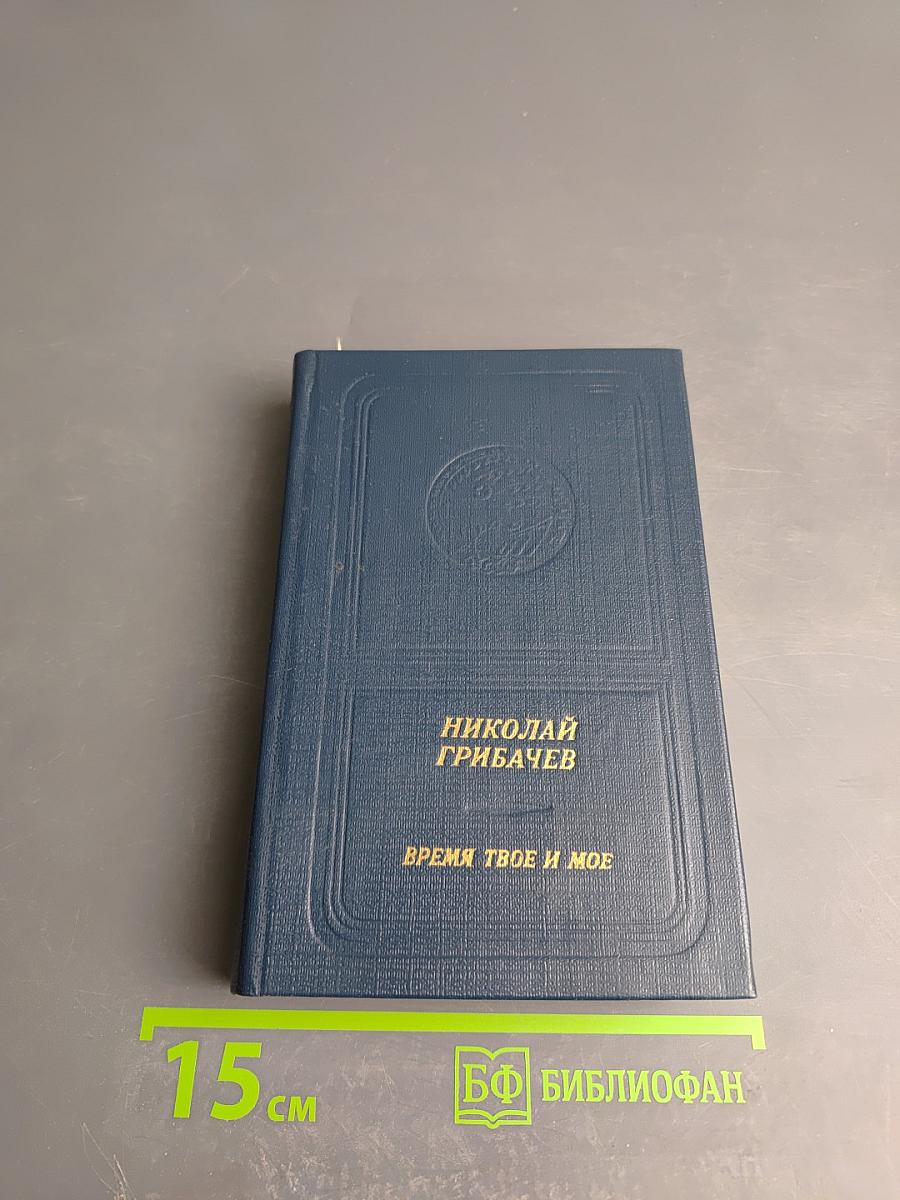 НИКОЛАЙ
ГРИБАЧЕВ
ВРЕМЯ ТВОЕ И МОЕ
15 см
БФ БИБЛИОФАН